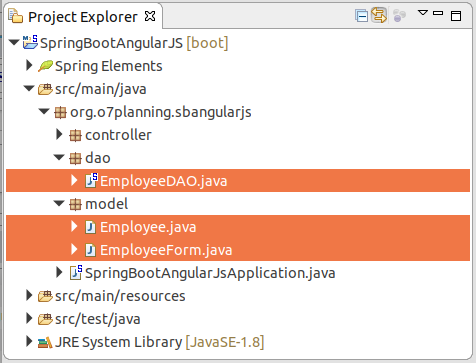 Project Explorer
SpringBootAngularJS [boot]
Spring Elements
src/main/java
org.o7planning.sbangularjs
controller
dao
EmployeeDAO.java
model
Employee.java
EmployeeForm.java
SpringBootAngularJsApplication.java
src/main/resources
src/test/java
JRE System Library [JavaSE-1.8]